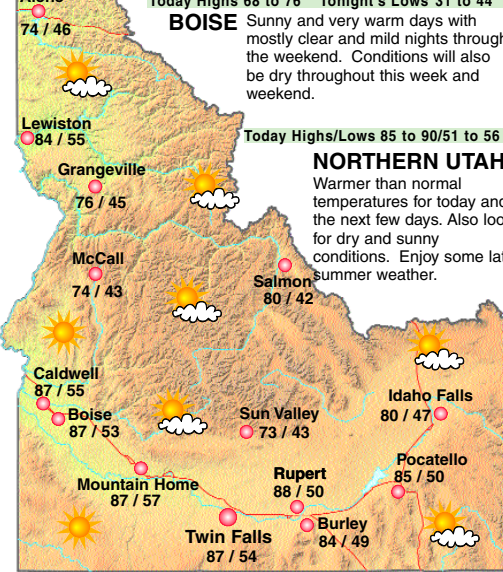 Today Highs 68 to 76 Tonight's Lows 31 to 44
74 / 46
BOISE
Sunny and very warm days with
mostly clear and mild nights through
the weekend. Conditions will also
be dry throughout this week and
weekend.
Lewiston
84 / 55
Today Highs/Lows 85 to 90/51 to 56
NORTHERN UTAH
Warmer than normal
temperatures for today and
the next few days. Also loo
for dry and sunny
conditions. Enjoy some lat
summer weather.
Grangeville
76 / 45
McCall
74 / 43
Salmon
80 / 42
Caldwell
87 / 55
Boise
87 / 53
Sun Valley
73 / 43
Idaho Falls
80 / 47
Mountain Home
87 / 57
Rupert
88 / 50
Pocatello
85 / 50
Twin Falls
87 / 54
Burley
84 / 49